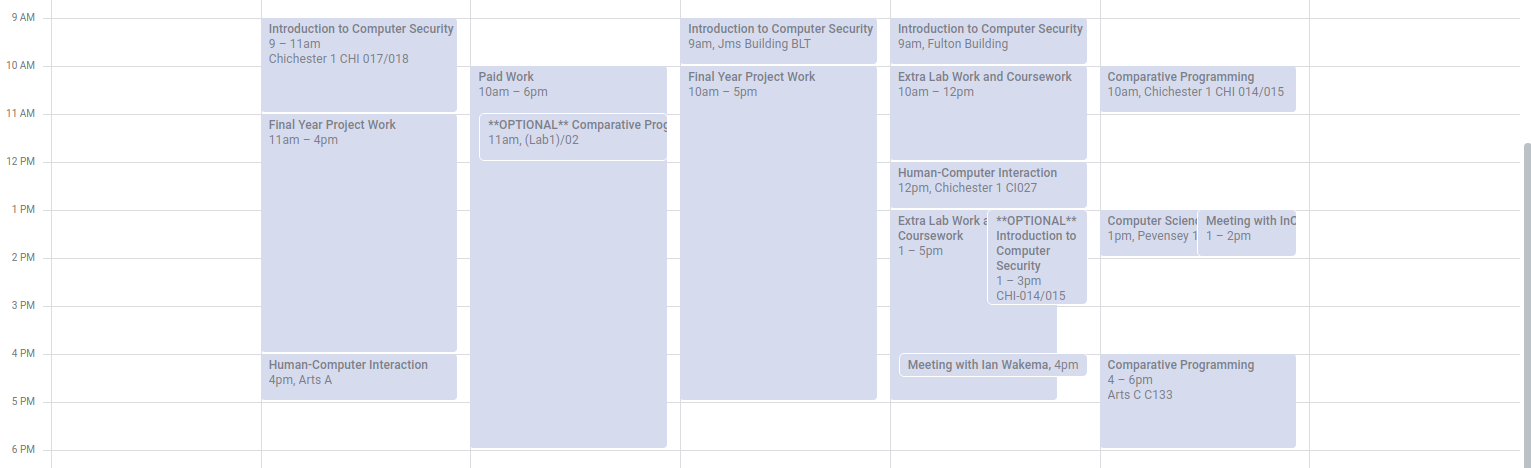 9 AM
10 AM
11 AM
12 PM
1 PM
2 PM
3 PM
4 PM
5 PM
6 PM
Introduction to Computer Security
9 – 11am
Chichester 1 CHI 017/018
Final Year Project Work
11am – 4pm
Human-Computer Interaction
4pm, Arts A
Paid Work
10am – 6pm
**OPTIONAL** Comparative Prog
11am, (Lab1)/02
Introduction to Computer Security
9am, Jms Building BLT
Final Year Project Work
10am – 5pm
Introduction to Computer Security
9am, Fulton Building
Extra Lab Work and Coursework
10am – 12pm
Human-Computer Interaction
12pm, Chichester 1 CI027
Extra Lab Work a
Coursework
1 – 5pm
**OPTIONAL**
Introduction to
Computer
Security
1 – 3pm
CHI-014/015
Meeting with Ian Wakema, 4pm
Comparative Programming
10am, Chichester 1 CHI 014/015
Computer Scienc
1pm, Pevensey 1
Meeting with InC
1 – 2pm
Comparative Programming
4 – 6pm
Arts C C133